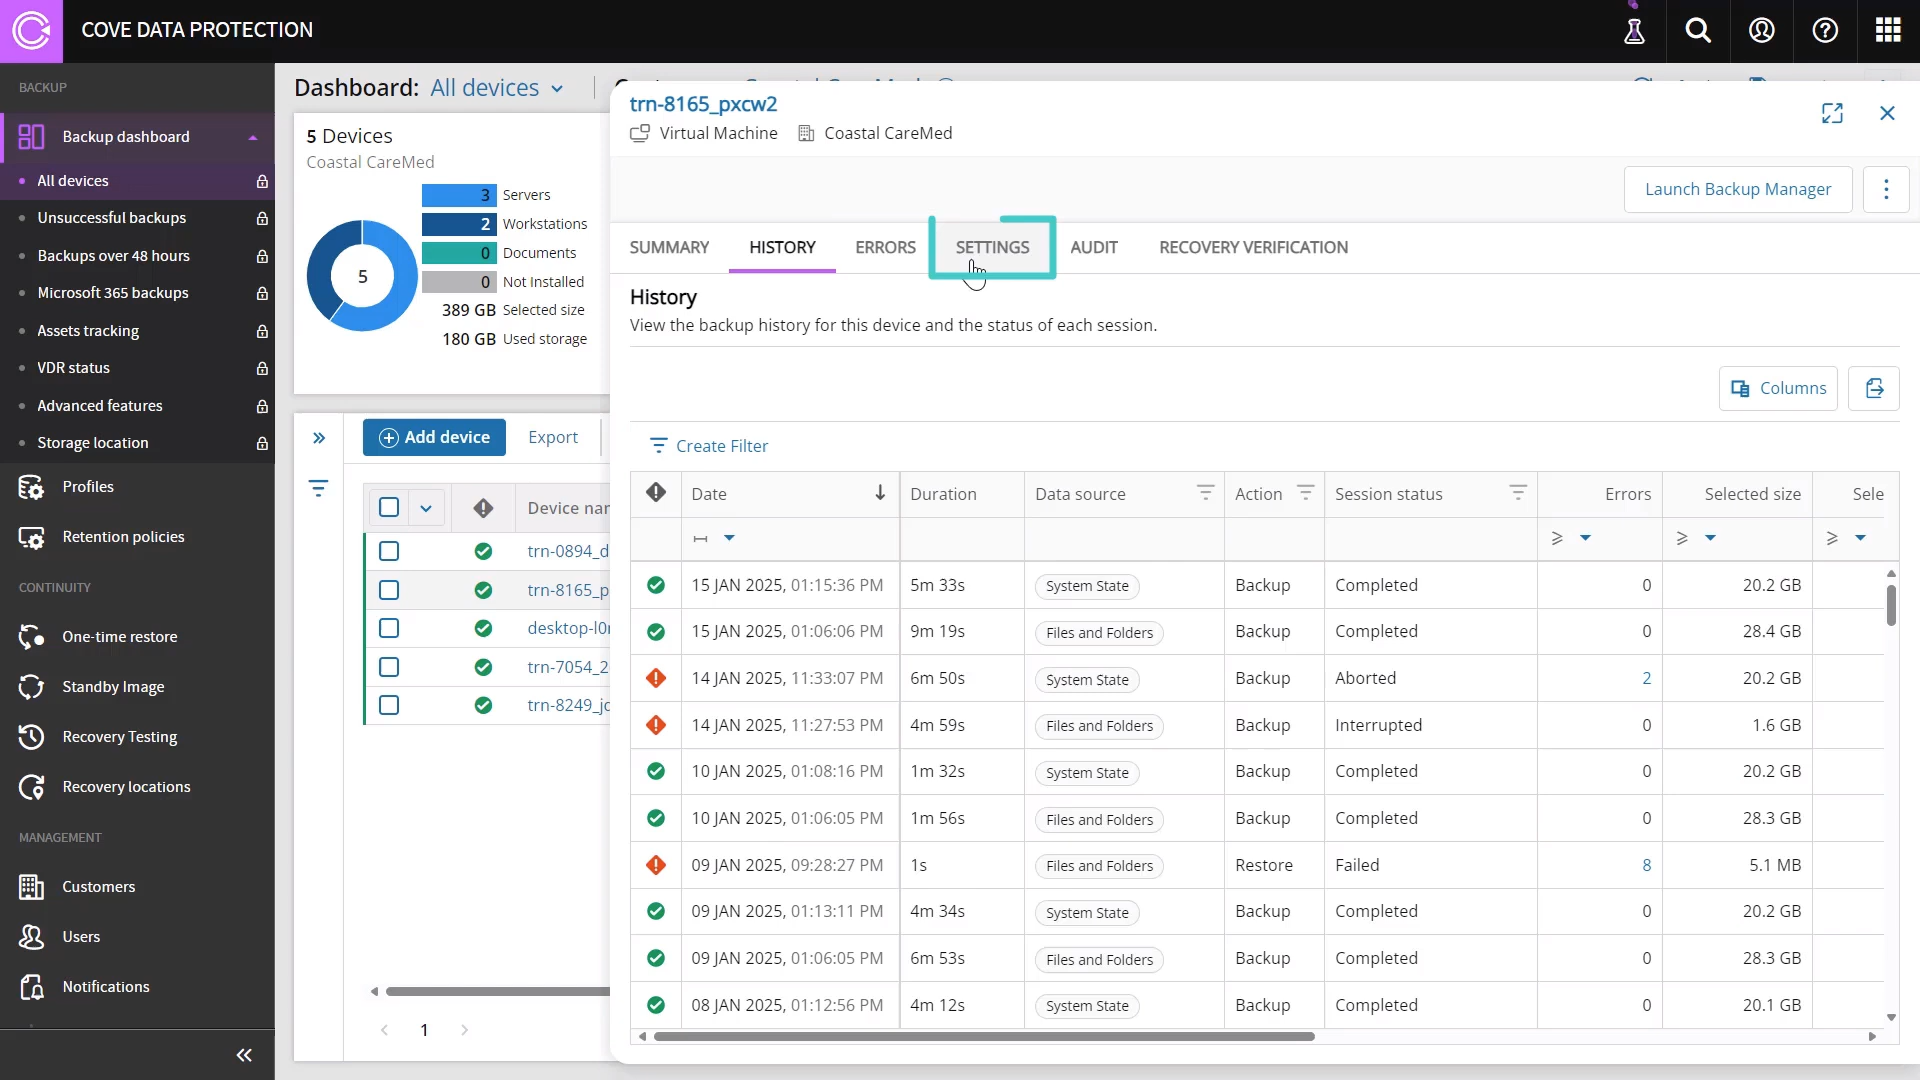 COVE DATA PROTECTION
BACKUP
Backup dashboard
All devices
Unsuccessful backups
Backups over 48 hours
Microsoft 365 backups
Assets tracking
VDR status
Advanced features
Storage location
Profiles
Retention policies
CONTINUITY
One-time restore
Standby Image
Recovery Testing
Recovery locations
MANAGEMENT
Customers
Users
Notifications
Dashboard: All devices
5 Devices
Coastal CareMed
5
3 Servers
2 Workstations
0 Documents
0 Not Installed
389 GB Selected size
180 GB Used storage
Add device Export
Device nar
trn-0894_d
trn-8165_p
desktop-l0
trn-7054_2
trn-8249_jc
1
trn-8165_pxcw2
Virtual Machine Coastal CareMed
Launch Backup Manager
SUMMARY HISTORY ERRORS SETTINGS AUDIT RECOVERY VERIFICATION
History
View the backup history for this device and the status of each session.
Columns
Create Filter
Date Duration Data source Action Session status Errors Selected size Sele
15 JAN 2025, 01:15:36 PM 5m 33s System State Backup Completed 0 20.2 GB
15 JAN 2025, 01:06:06 PM 9m 19s Files and Folders Backup Completed 0 28.4 GB
14 JAN 2025, 11:33:07 PM 6m 50s System State Backup Aborted 2 20.2 GB
14 JAN 2025, 11:27:53 PM 4m 59s Files and Folders Backup Interrupted 0 1.6 GB
10 JAN 2025, 01:08:16 PM 1m 32s System State Backup Completed 0 20.2 GB
10 JAN 2025, 01:06:05 PM 1m 56s Files and Folders Backup Completed 0 28.3 GB
09 JAN 2025, 09:28:27 PM 1s Files and Folders Restore Failed 8 5.1 MB
09 JAN 2025, 01:13:11 PM 4m 34s System State Backup Completed 0 20.2 GB
09 JAN 2025, 01:06:05 PM 6m 53s Files and Folders Backup Completed 0 28.3 GB
08 JAN 2025, 01:12:56 PM 4m 12s System State Backup Completed 0 20.1 GB